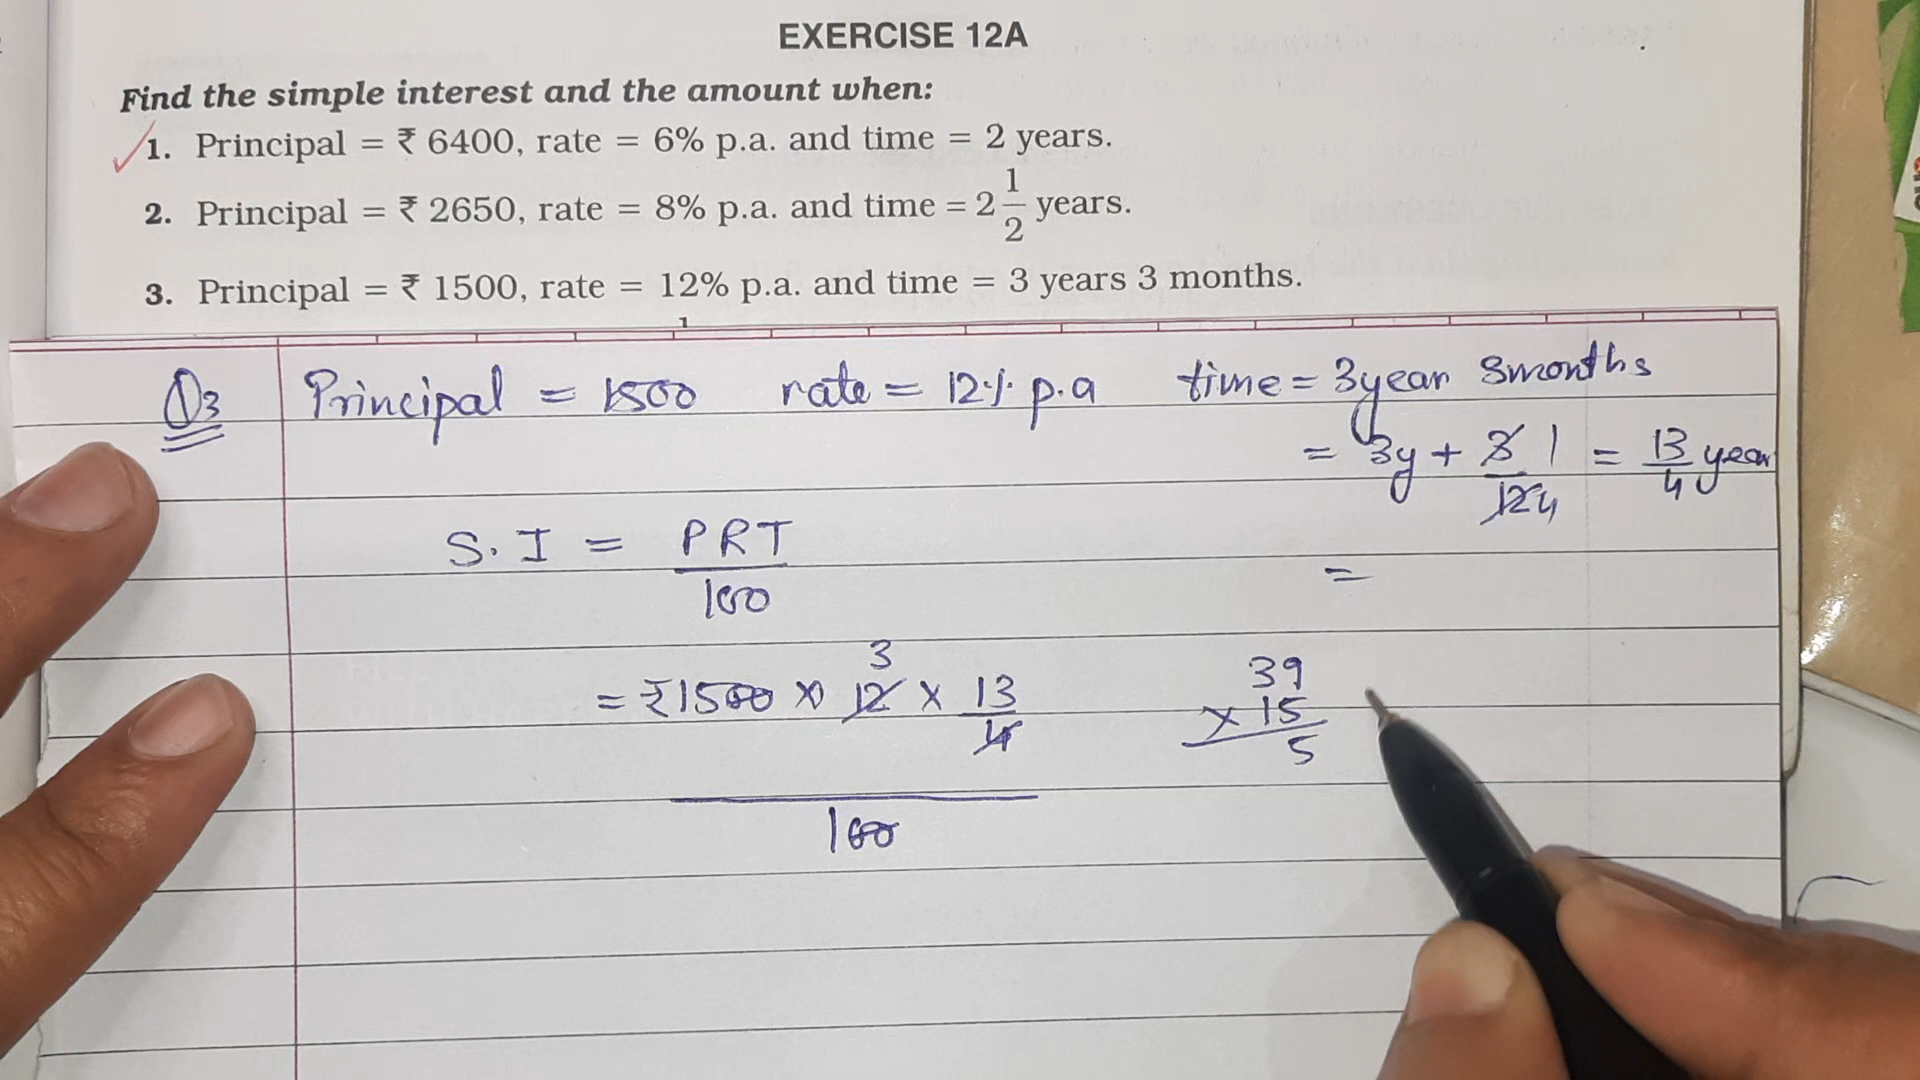 EXERCISE 12A
Find the simple interest and the amount when:
1. Principal = ₹ 6400, rate = 6% p.a. and time = 2 years.
2. Principal = ₹ 2650, rate = 8% p.a. and time = 2 1/2 years.
3. Principal = ₹ 1500, rate = 12% p.a. and time = 3 years 3 months.
1
Q3 Principal = 1500 rate = 12% p.a time = 3year 3months
= 3y + 3/12 1/4 = 13/4 year
S.I = PRT
100
=
3
= ₹1500 × 12 × 13/4
100
39
× 15
5